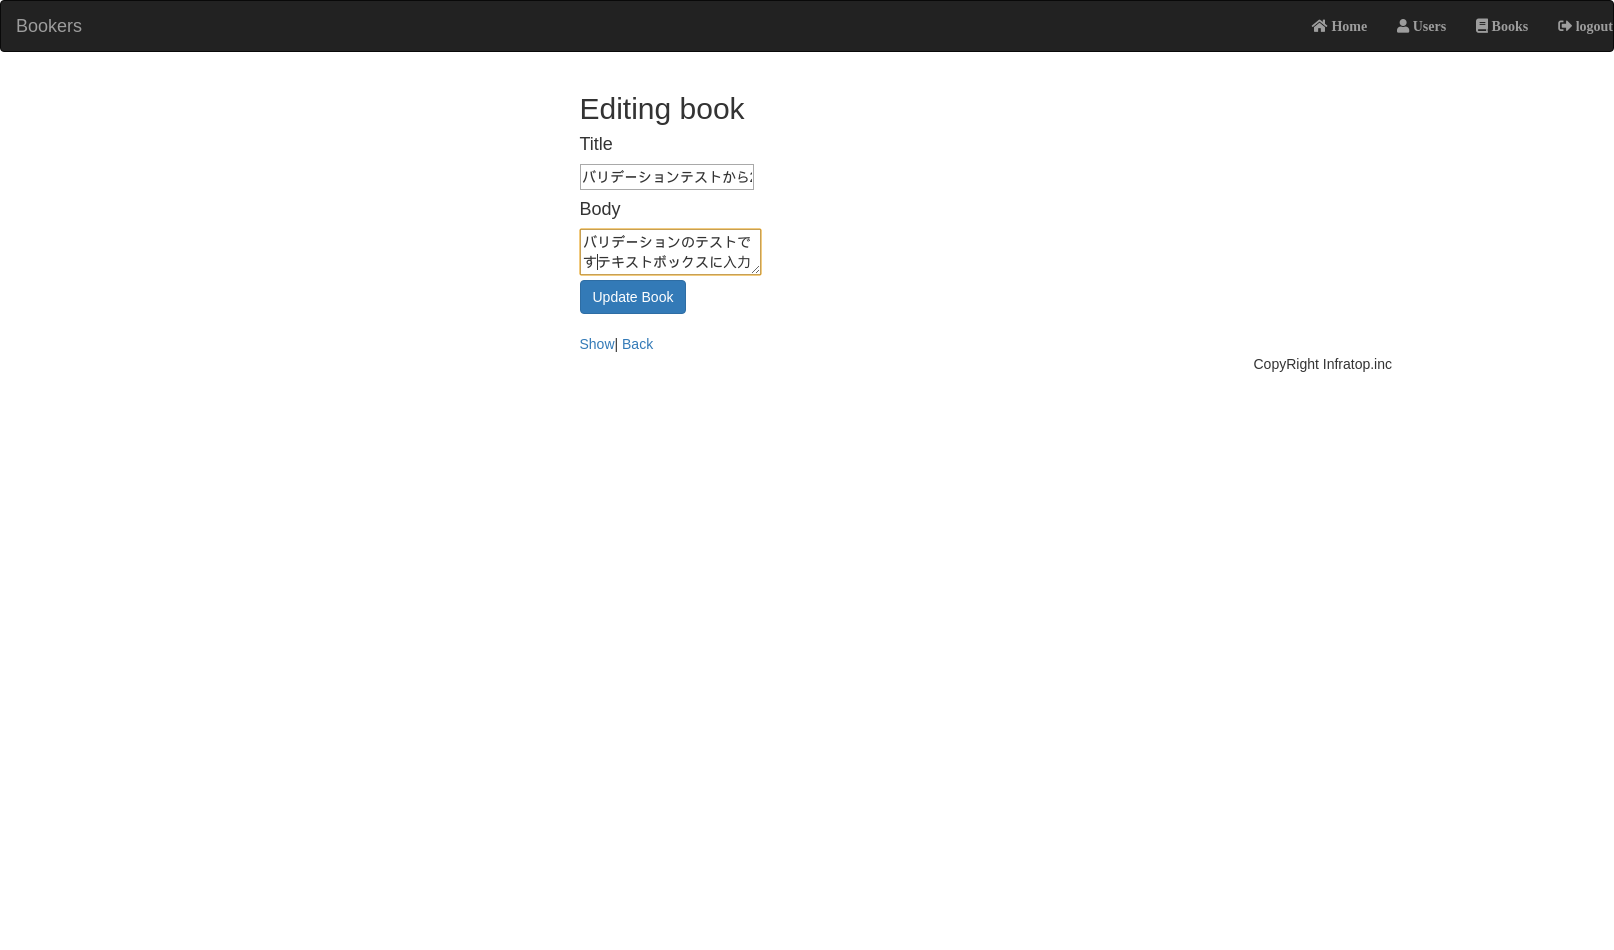 Bookers
Home Users Books logout
Editing book
Title
バリデーションテストから
Body
バリデーションのテストで
すテキストボックスに入力
Update Book
Show| Back
CopyRight Infratop.inc